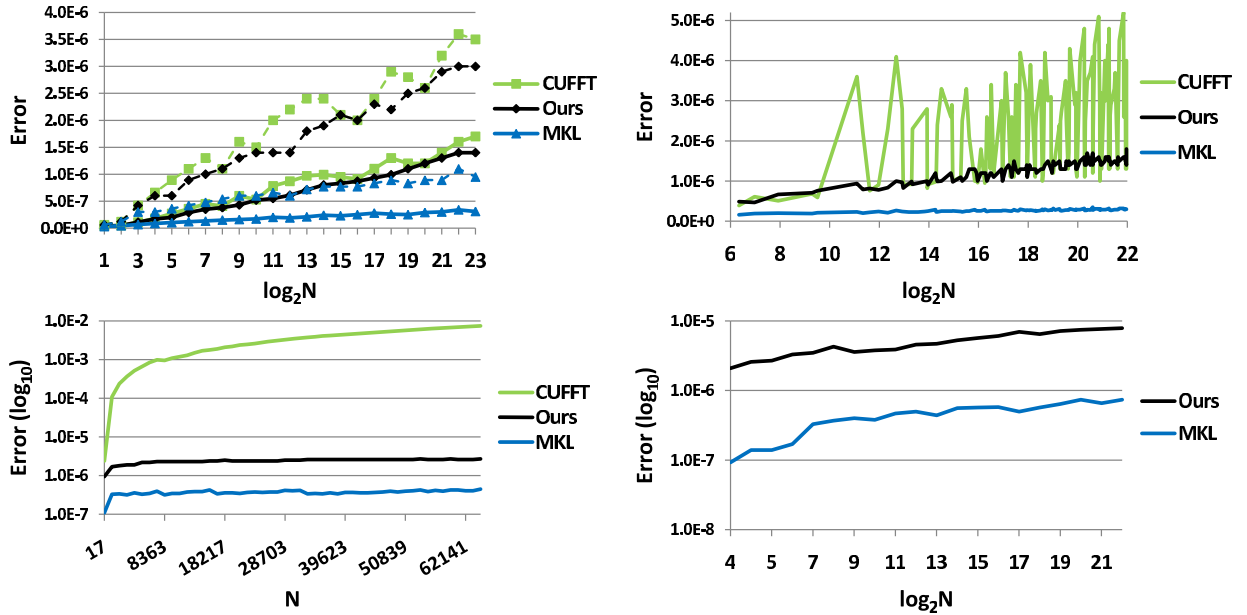 4.0E-6
3.5E-6
3.0E-6
2.5E-6
2.0E-6
1.5E-6
1.0E-6
5.0E-7
0.0E+0
Error
1 3 5 7 9 11 13 15 17 19 21 23
log2N
CUFFT
Ours
MKL
5.0E-6
4.0E-6
3.0E-6
2.0E-6
1.0E-6
0.0E+0
Error
6 8 10 12 14 16 18 20 22
log2N
CUFFT
Ours
MKL
1.0E-2
1.0E-3
1.0E-4
1.0E-5
1.0E-6
1.0E-7
Error (log10)
17 8363 18217 28703 39623 50839 62141
N
CUFFT
Ours
MKL
1.0E-5
1.0E-6
1.0E-7
1.0E-8
Error (log10)
4 5 7 9 11 13 15 17 19 21
log2N
Ours
MKL